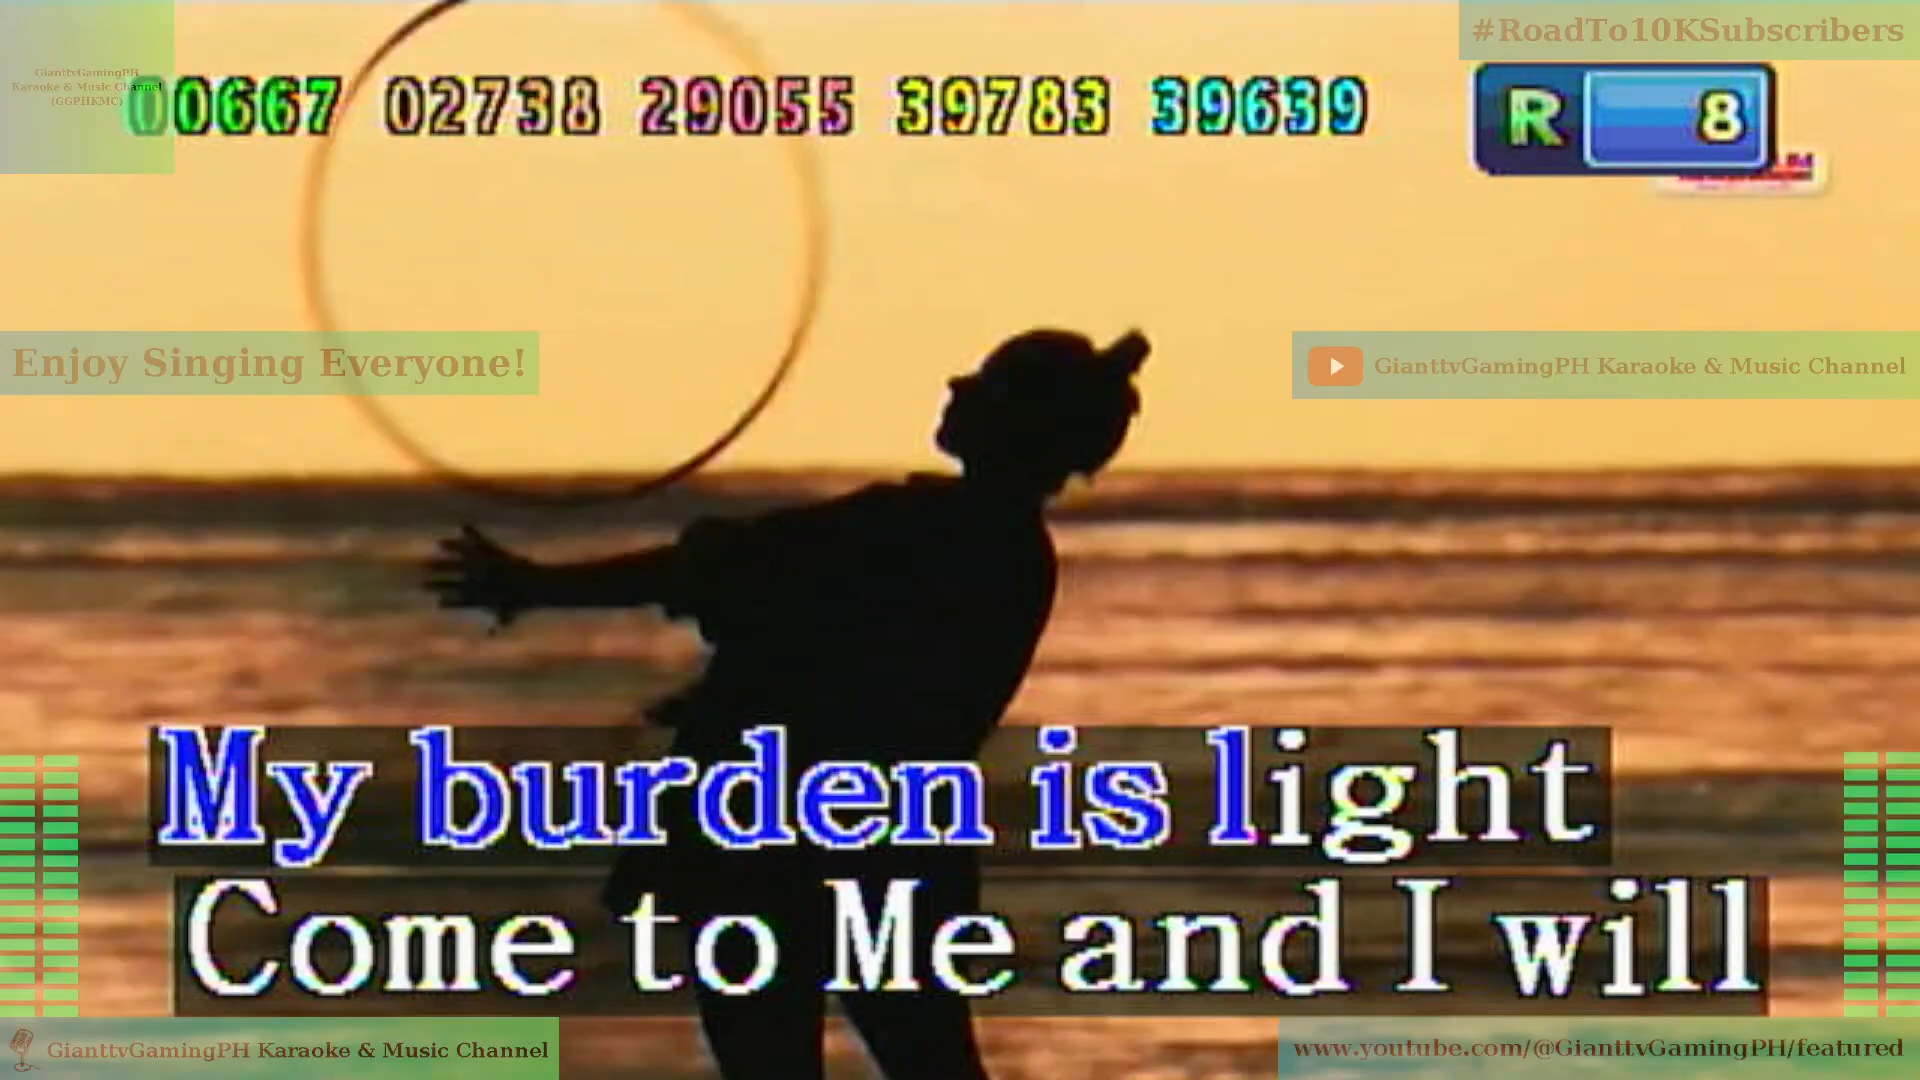 #RoadTo10KSubscribers
GianttvGamingPH
Karaoke & Music Channel
(GGPHKMC)
00667 02738 29055 39783 39639
R 8
Enjoy Singing Everyone!
GianttvGamingPH Karaoke & Music Channel
My burden is light
Come to Me and I will
GianttvGamingPH Karaoke & Music Channel
www.youtube.com/@GianttvGamingPH/featured